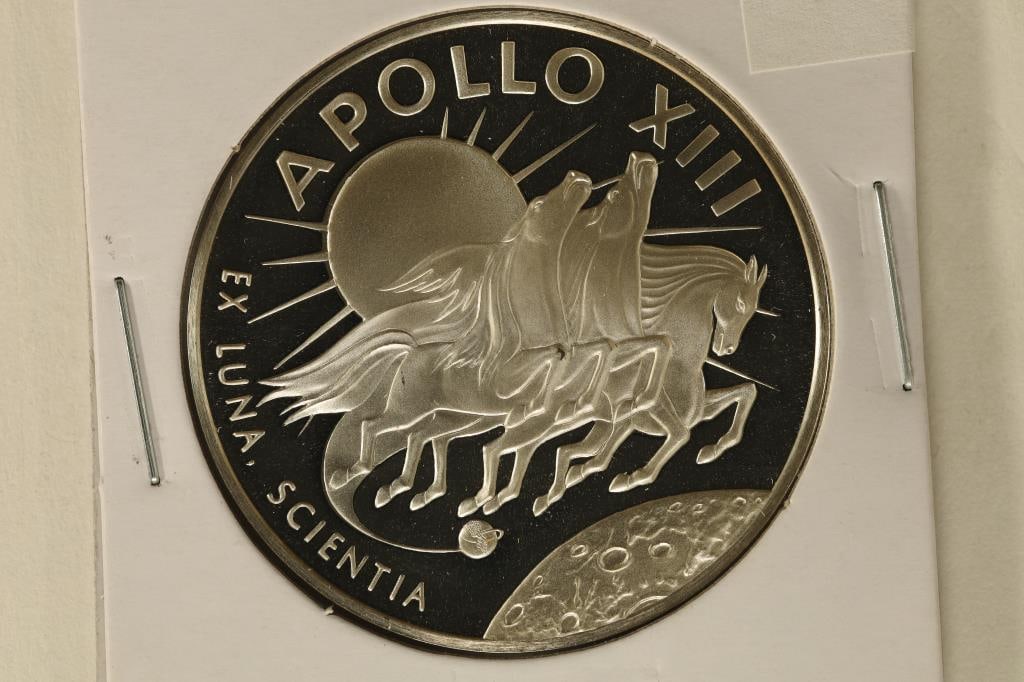 APOLLO XIII
EX LUNA, SCIENTIA